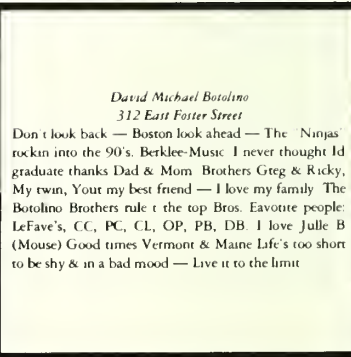 David Michael Botolino
312 East Foster Street
Don't look back — Boston look ahead — The 'Ninjas'
rockin into the 90's. Berklee-Music I never thought Id
graduate thanks Dad & Mom Brothers Greg & Ricky,
My twin, Your my best friend — I love my family The
Botolino Brothers rule t the top Bros. Favotite people:
LeFave's, CC, PC, CL, OP, PB, DB. I love Julle B
(Mouse) Good times Vermont & Maine Life's too short
to be shy & in a bad mood — Live it to the limit